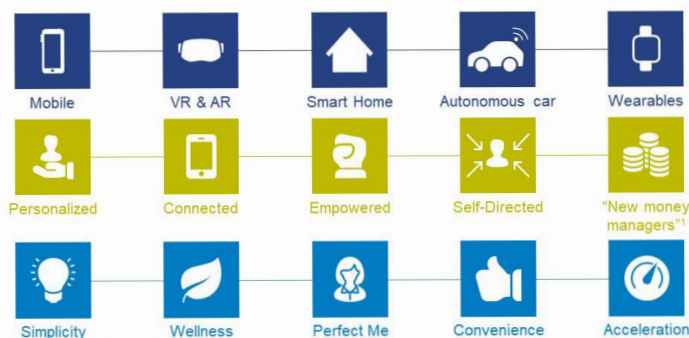 Mobile VR & AR Smart Home Autonomous car Wearables
Personalized Connected Empowered Self-Directed "New money
managers"¹
Simplicity Wellness Perfect Me Convenience Acceleration